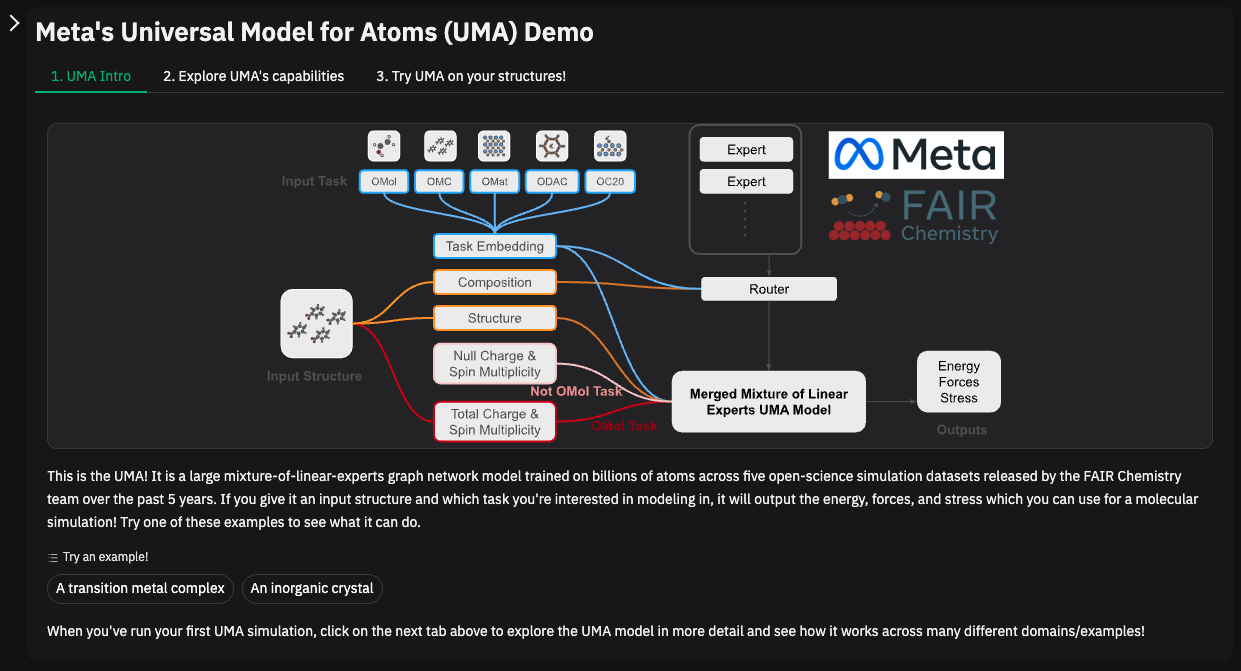 Meta's Universal Model for Atoms (UMA) Demo
1. UMA Intro
2. Explore UMA's capabilities
3. Try UMA on your structures!
Input Task
OMol
OMC
OMat
ODAC
OC20
Expert
Expert
Meta
FAIR
Chemistry
Task Embedding
Composition
Router
Structure
Input Structure
Null Charge &
Spin Multiplicity
Not OMol Task
Total Charge &
Spin Multiplicity
OMol Task
Merged Mixture of Linear
Experts UMA Model
Energy
Forces
Stress
Outputs
This is the UMA! It is a large mixture-of-linear-experts graph network model trained on billions of atoms across five open-science simulation datasets released by the FAIR Chemistry
team over the past 5 years. If you give it an input structure and which task you're interested in modeling in, it will output the energy, forces, and stress which you can use for a molecular
simulation! Try one of these examples to see what it can do.
Try an example!
A transition metal complex
An inorganic crystal
When you've run your first UMA simulation, click on the next tab above to explore the UMA model in more detail and see how it works across many different domains/examples!